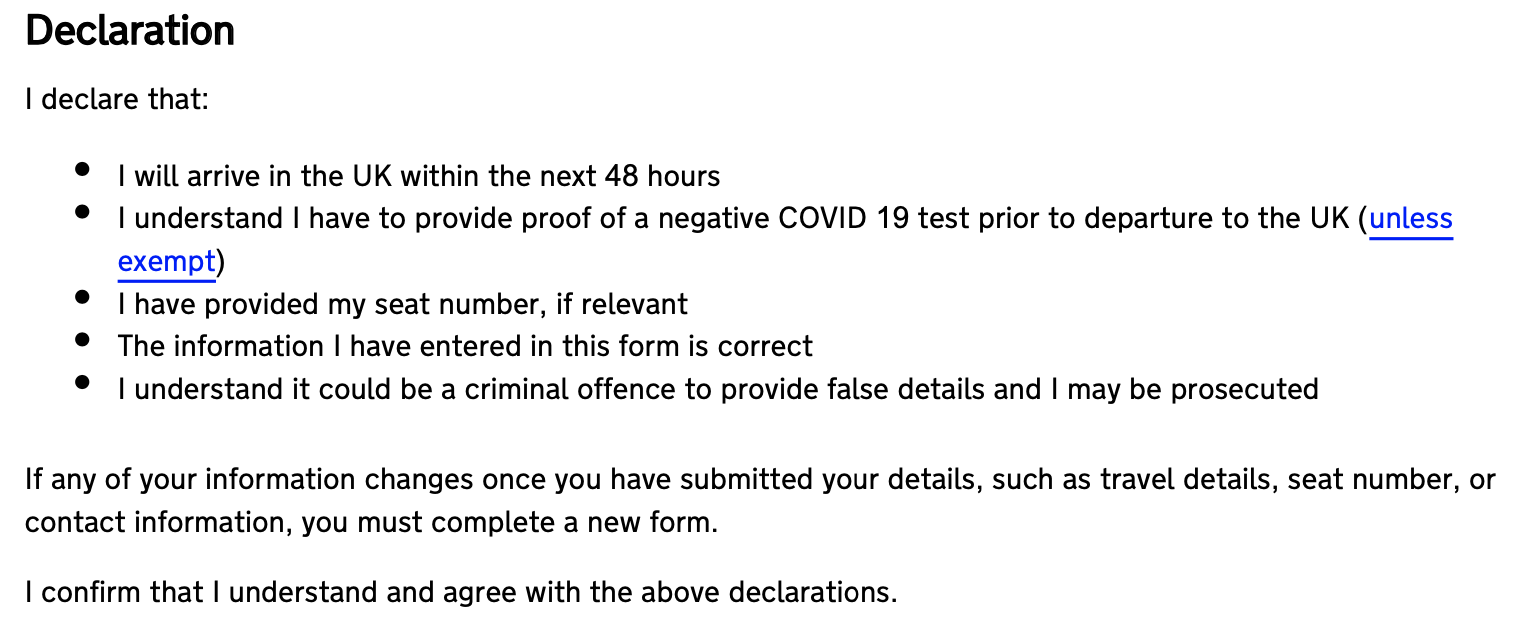 Declaration
I declare that:
• I will arrive in the UK within the next 48 hours
• I understand I have to provide proof of a negative COVID 19 test prior to departure to the UK (unless
exempt)
• I have provided my seat number, if relevant
• The information I have entered in this form is correct
• I understand it could be a criminal offence to provide false details and I may be prosecuted
If any of your information changes once you have submitted your details, such as travel details, seat number, or
contact information, you must complete a new form.
I confirm that I understand and agree with the above declarations.